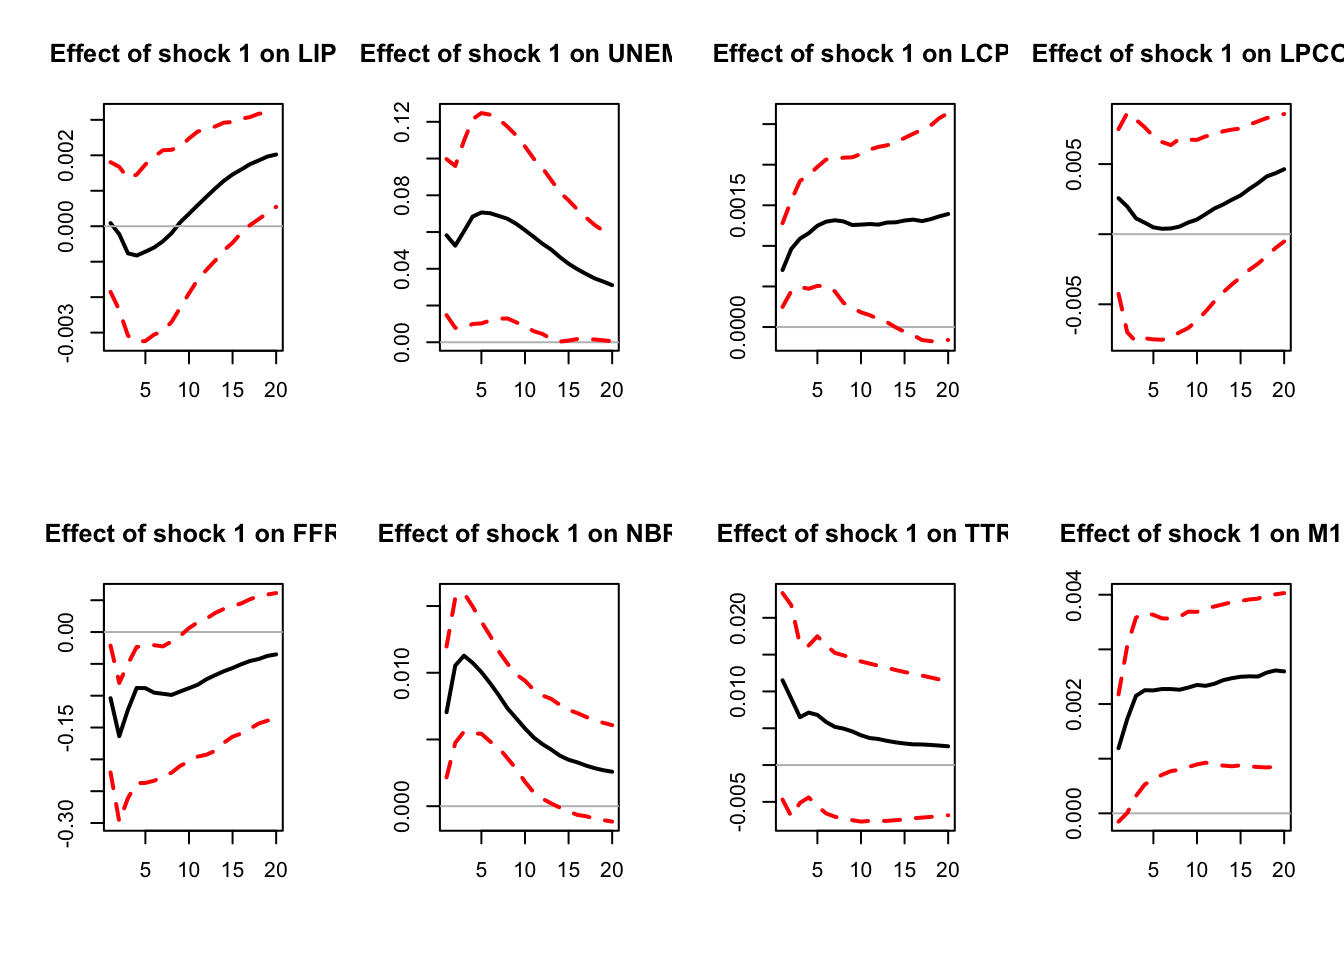 Effect of shock 1 on LIP
Effect of shock 1 on UNEM
Effect of shock 1 on LCP
Effect of shock 1 on LPCO
0.002
0.000
-0.003
5 10 15 20
0.12
0.08
0.04
0.00
5 10 15 20
0.0015
0.0000
5 10 15 20
0.005
-0.005
5 10 15 20
Effect of shock 1 on FFR
Effect of shock 1 on NBR
Effect of shock 1 on TTR
Effect of shock 1 on M1
0.00
-0.15
-0.30
5 10 15 20
0.010
0.000
5 10 15 20
0.020
0.010
-0.005
5 10 15 20
0.004
0.002
0.000
5 10 15 20